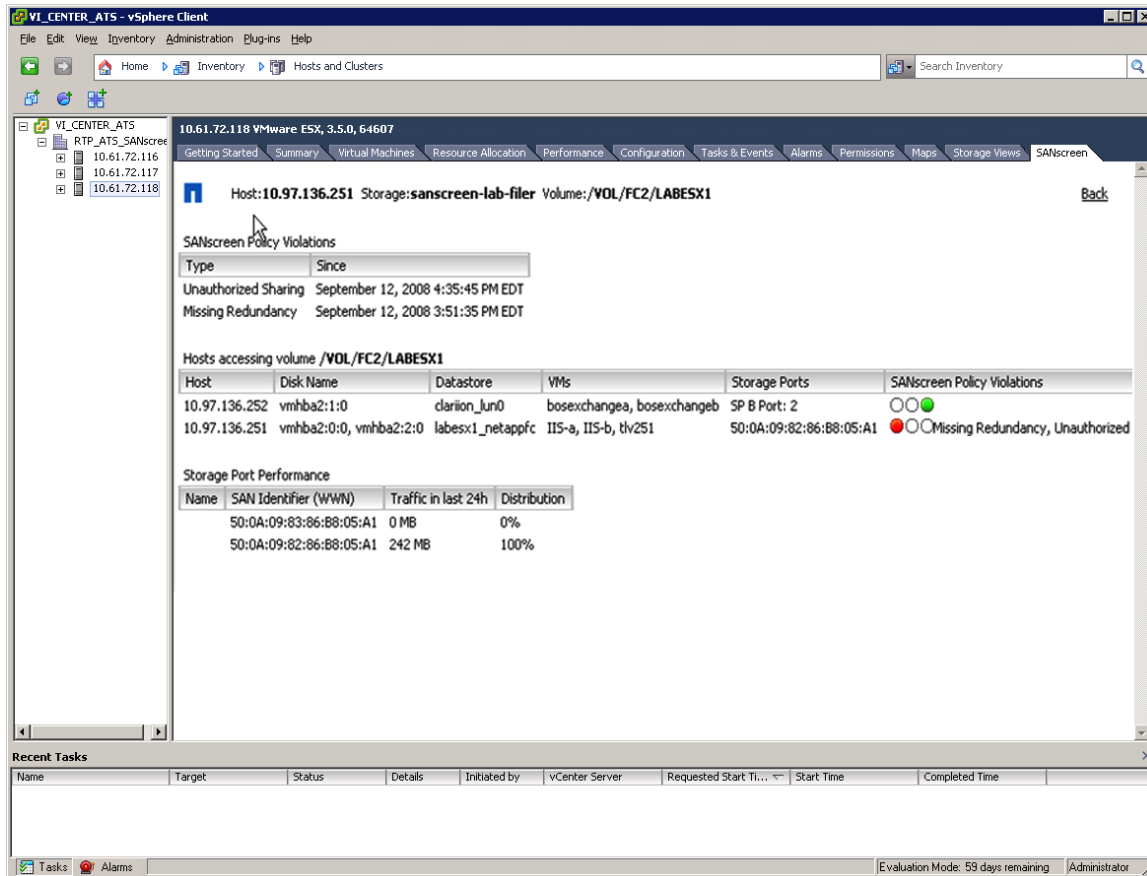 VI_CENTER_ATS - vSphere Client
File Edit View Inventory Administration Plug-ins Help
Home Inventory Hosts and Clusters Search Inventory
VI_CENTER_ATS
RTP_ATS_SANscree
10.61.72.116
10.61.72.117
10.61.72.118
10.61.72.118 VMware ESX, 3.5.0, 64607
Getting Started Summary Virtual Machines Resource Allocation Performance Configuration Tasks & Events Alarms Permissions Maps Storage Views SANscreen
Host:10.97.136.251 Storage:sanscreen-lab-filer Volume:/VOL/FC2/LABESX1 Back
SANscreen Policy Violations
Type Since
Unauthorized Sharing September 12, 2008 4:35:45 PM EDT
Missing Redundancy September 12, 2008 3:51:35 PM EDT
Hosts accessing volume /VOL/FC2/LABESX1
Host Disk Name Datastore VMs Storage Ports SANscreen Policy Violations
10.97.136.252 vmhba2:1:0 clariion_lun0 bosexchangea, bosexchangeb SP B Port: 2
10.97.136.251 vmhba2:0:0, vmhba2:2:0 labesx1_netappfc IIS-a, IIS-b, tlv251 50:0A:09:82:86:B8:05:A1 Missing Redundancy, Unauthorized
Storage Port Performance
Name SAN Identifier (WWN) Traffic in last 24h Distribution
50:0A:09:83:86:B8:05:A1 0 MB 0%
50:0A:09:82:86:B8:05:A1 242 MB 100%
Recent Tasks
Name Target Status Details Initiated by vCenter Server Requested Start Ti... Start Time Completed Time
Tasks Alarms Evaluation Mode: 59 days remaining Administrator